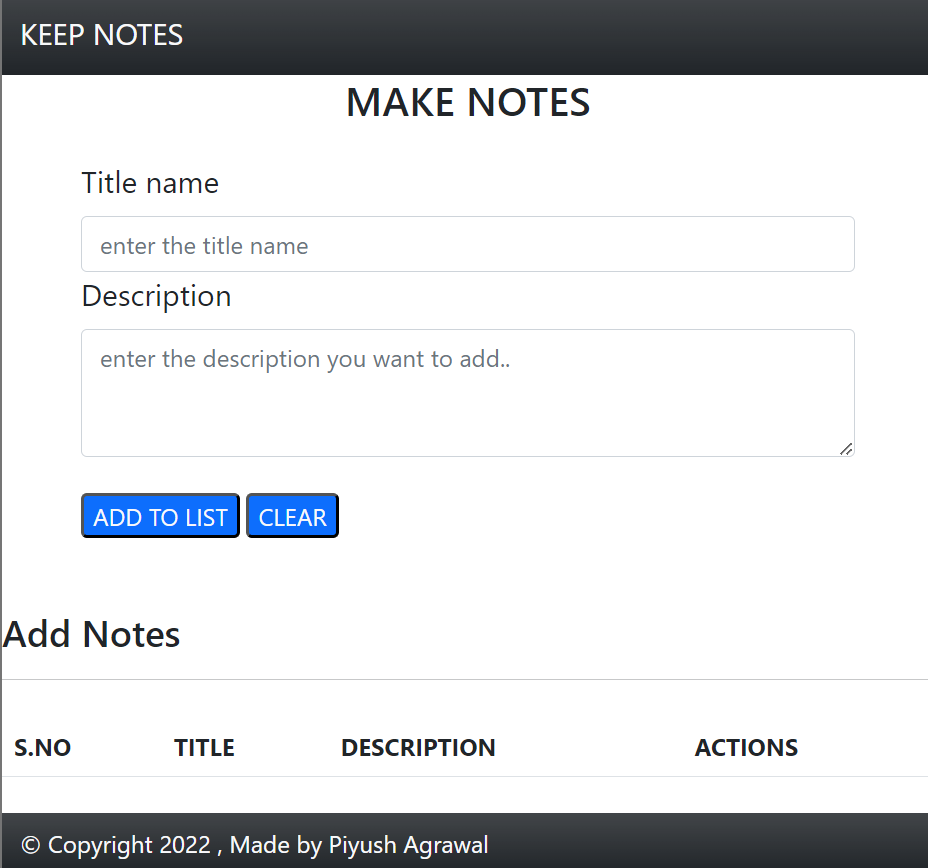 KEEP NOTES
MAKE NOTES
Title name
enter the title name
Description
enter the description you want to add..
ADD TO LIST CLEAR
Add Notes
S.NO TITLE DESCRIPTION ACTIONS
© Copyright 2022 , Made by Piyush Agrawal